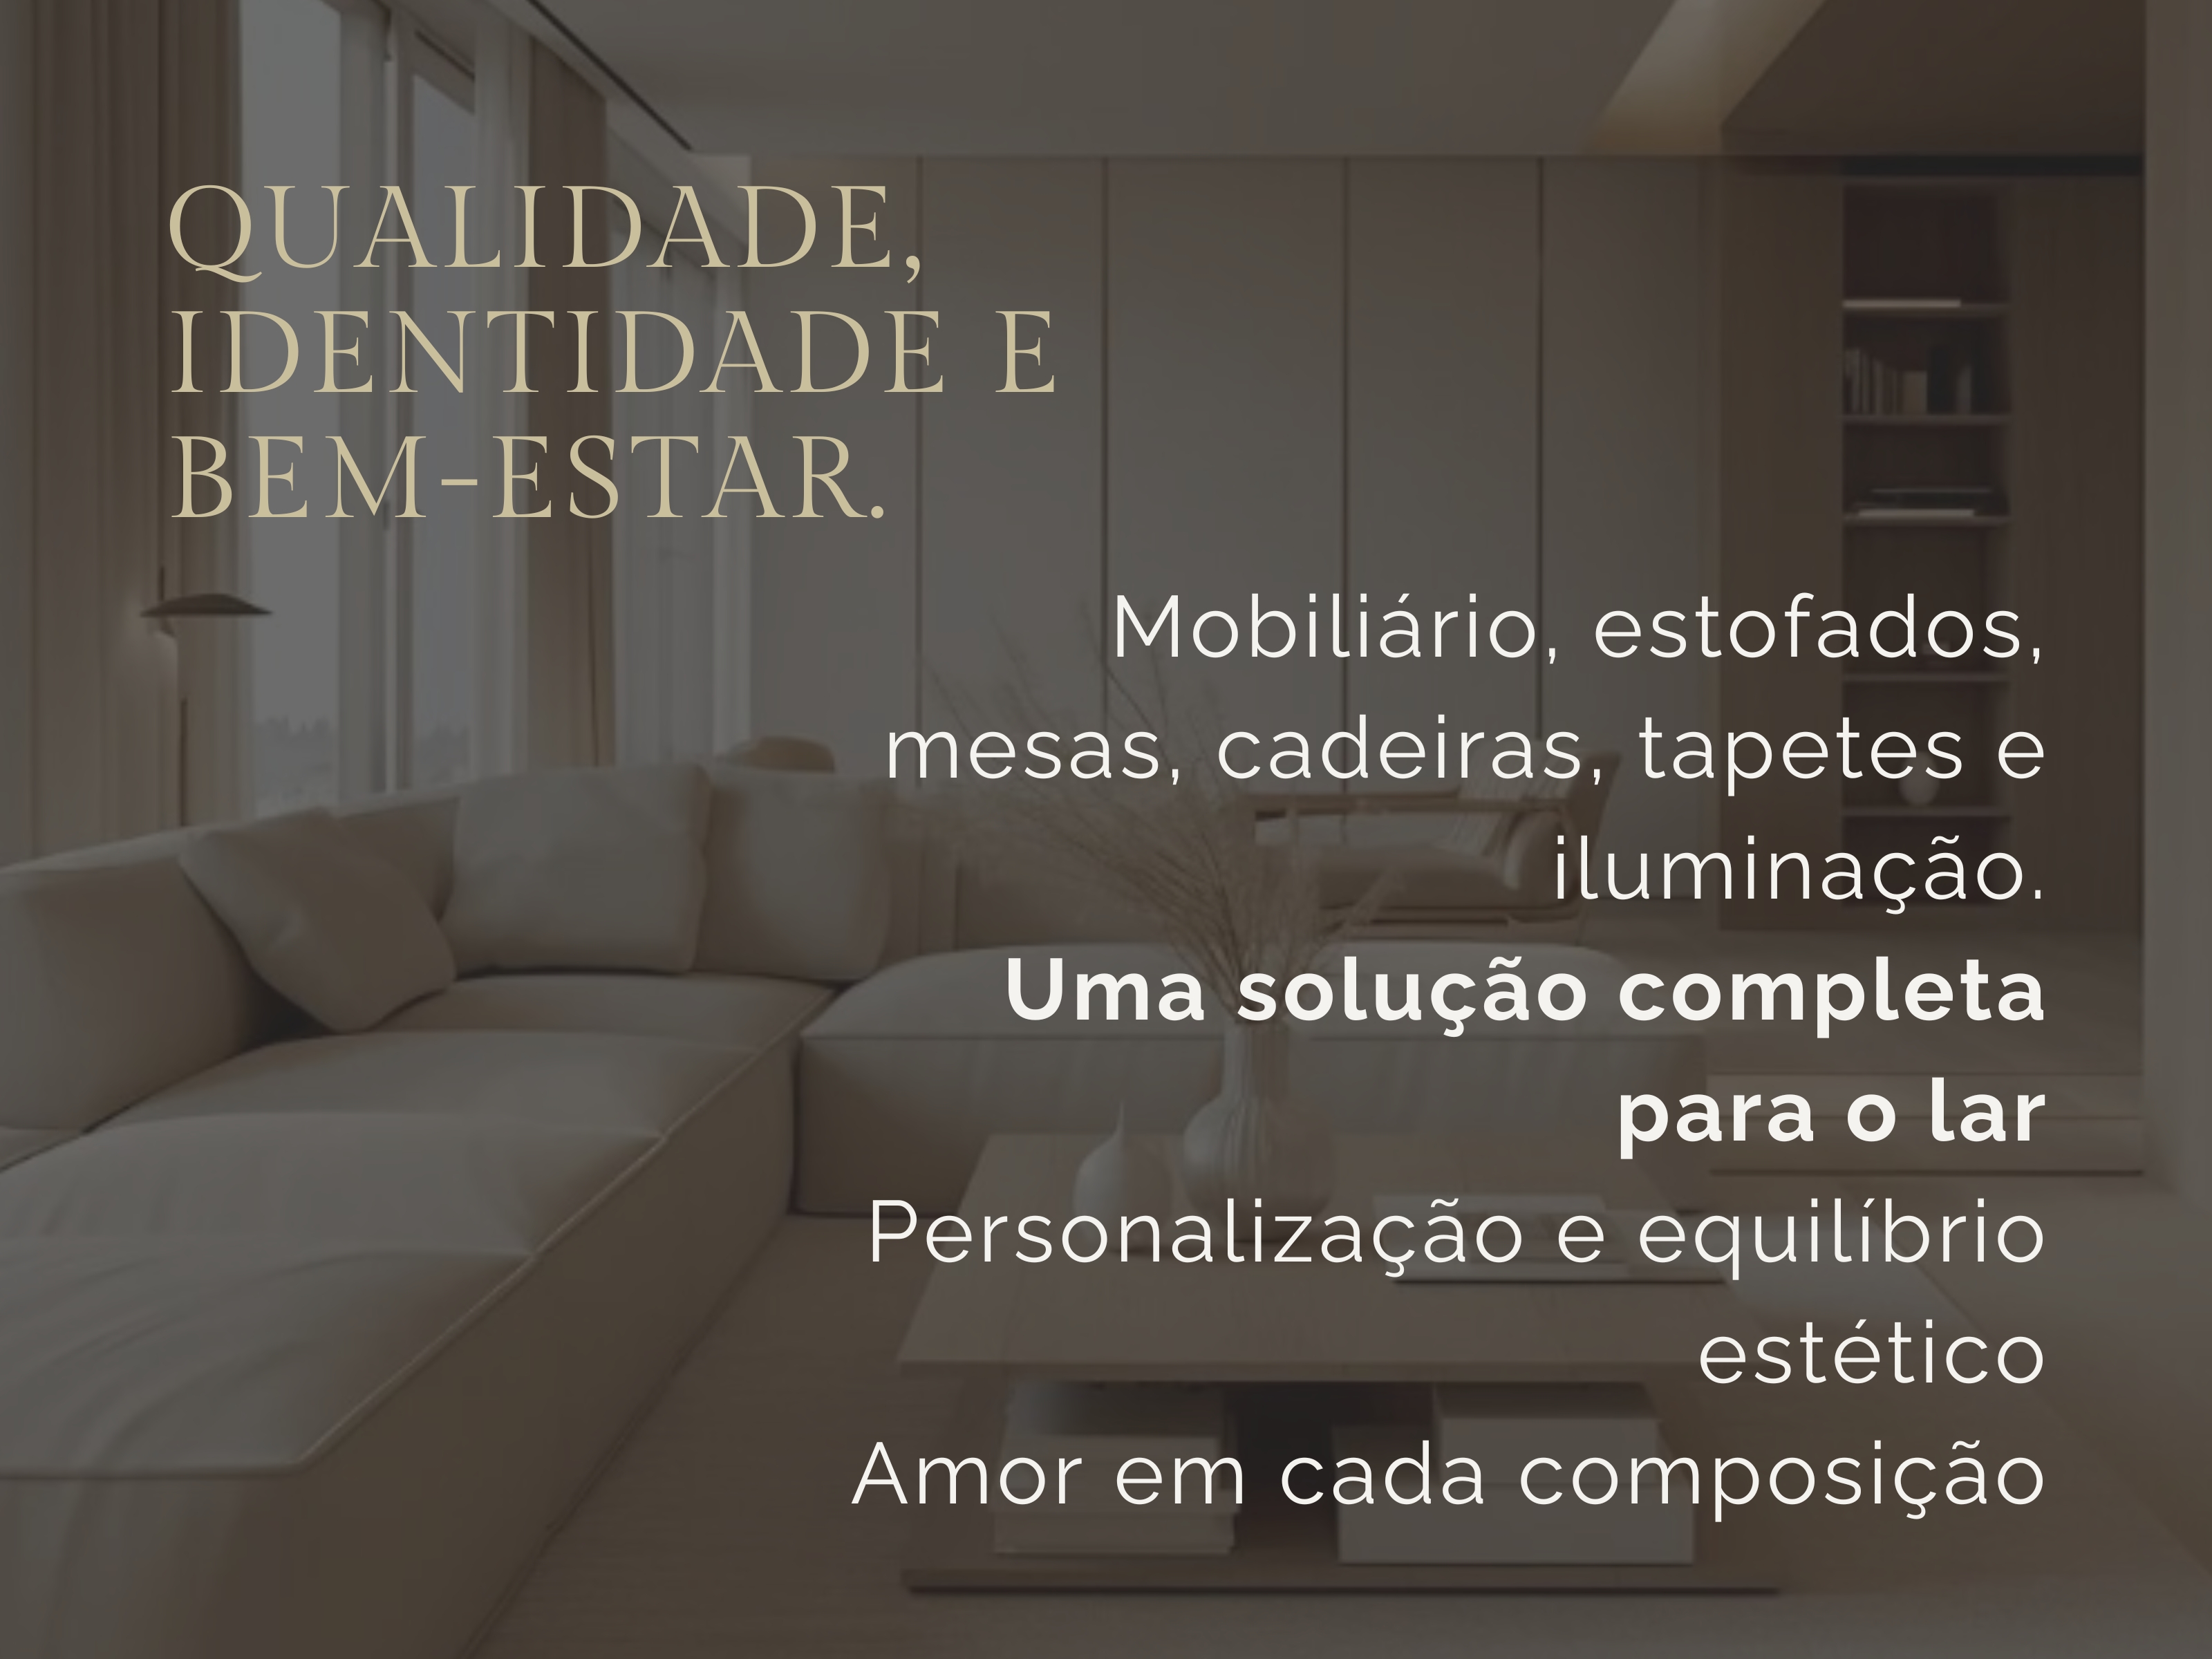 QUALIDADE,
IDENTIDADE E
BEM-ESTAR.
Mobiliário, estofados,
mesas, cadeiras, tapetes e
iluminação.
Uma solução completa
para o lar
Personalização e equilíbrio
estético
Amor em cada composição